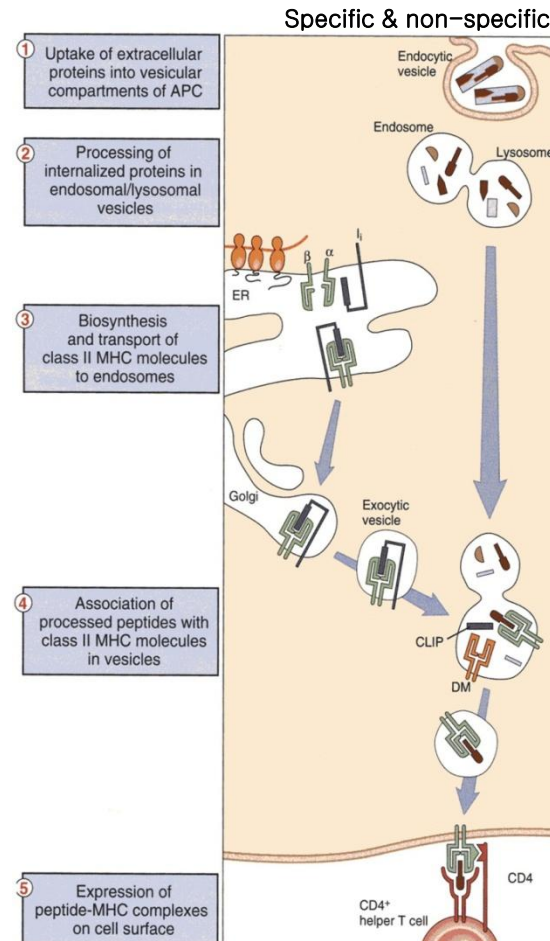 Specific & non-specific
1
Uptake of extracellular
proteins into vesicular
compartments of APC
Endocytic
vesicle
2
Processing of
internalized proteins in
endosomal/lysosomal
vesicles
Endosome
Lysosome
β
α
Ii
ER
3
Biosynthesis
and transport of
class II MHC molecules
to endosomes
Golgi
Exocytic
vesicle
4
Association of
processed peptides with
class II MHC molecules
in vesicles
CLIP
DM
5
Expression of
peptide-MHC complexes
on cell surface
CD4
CD4+
helper T cell